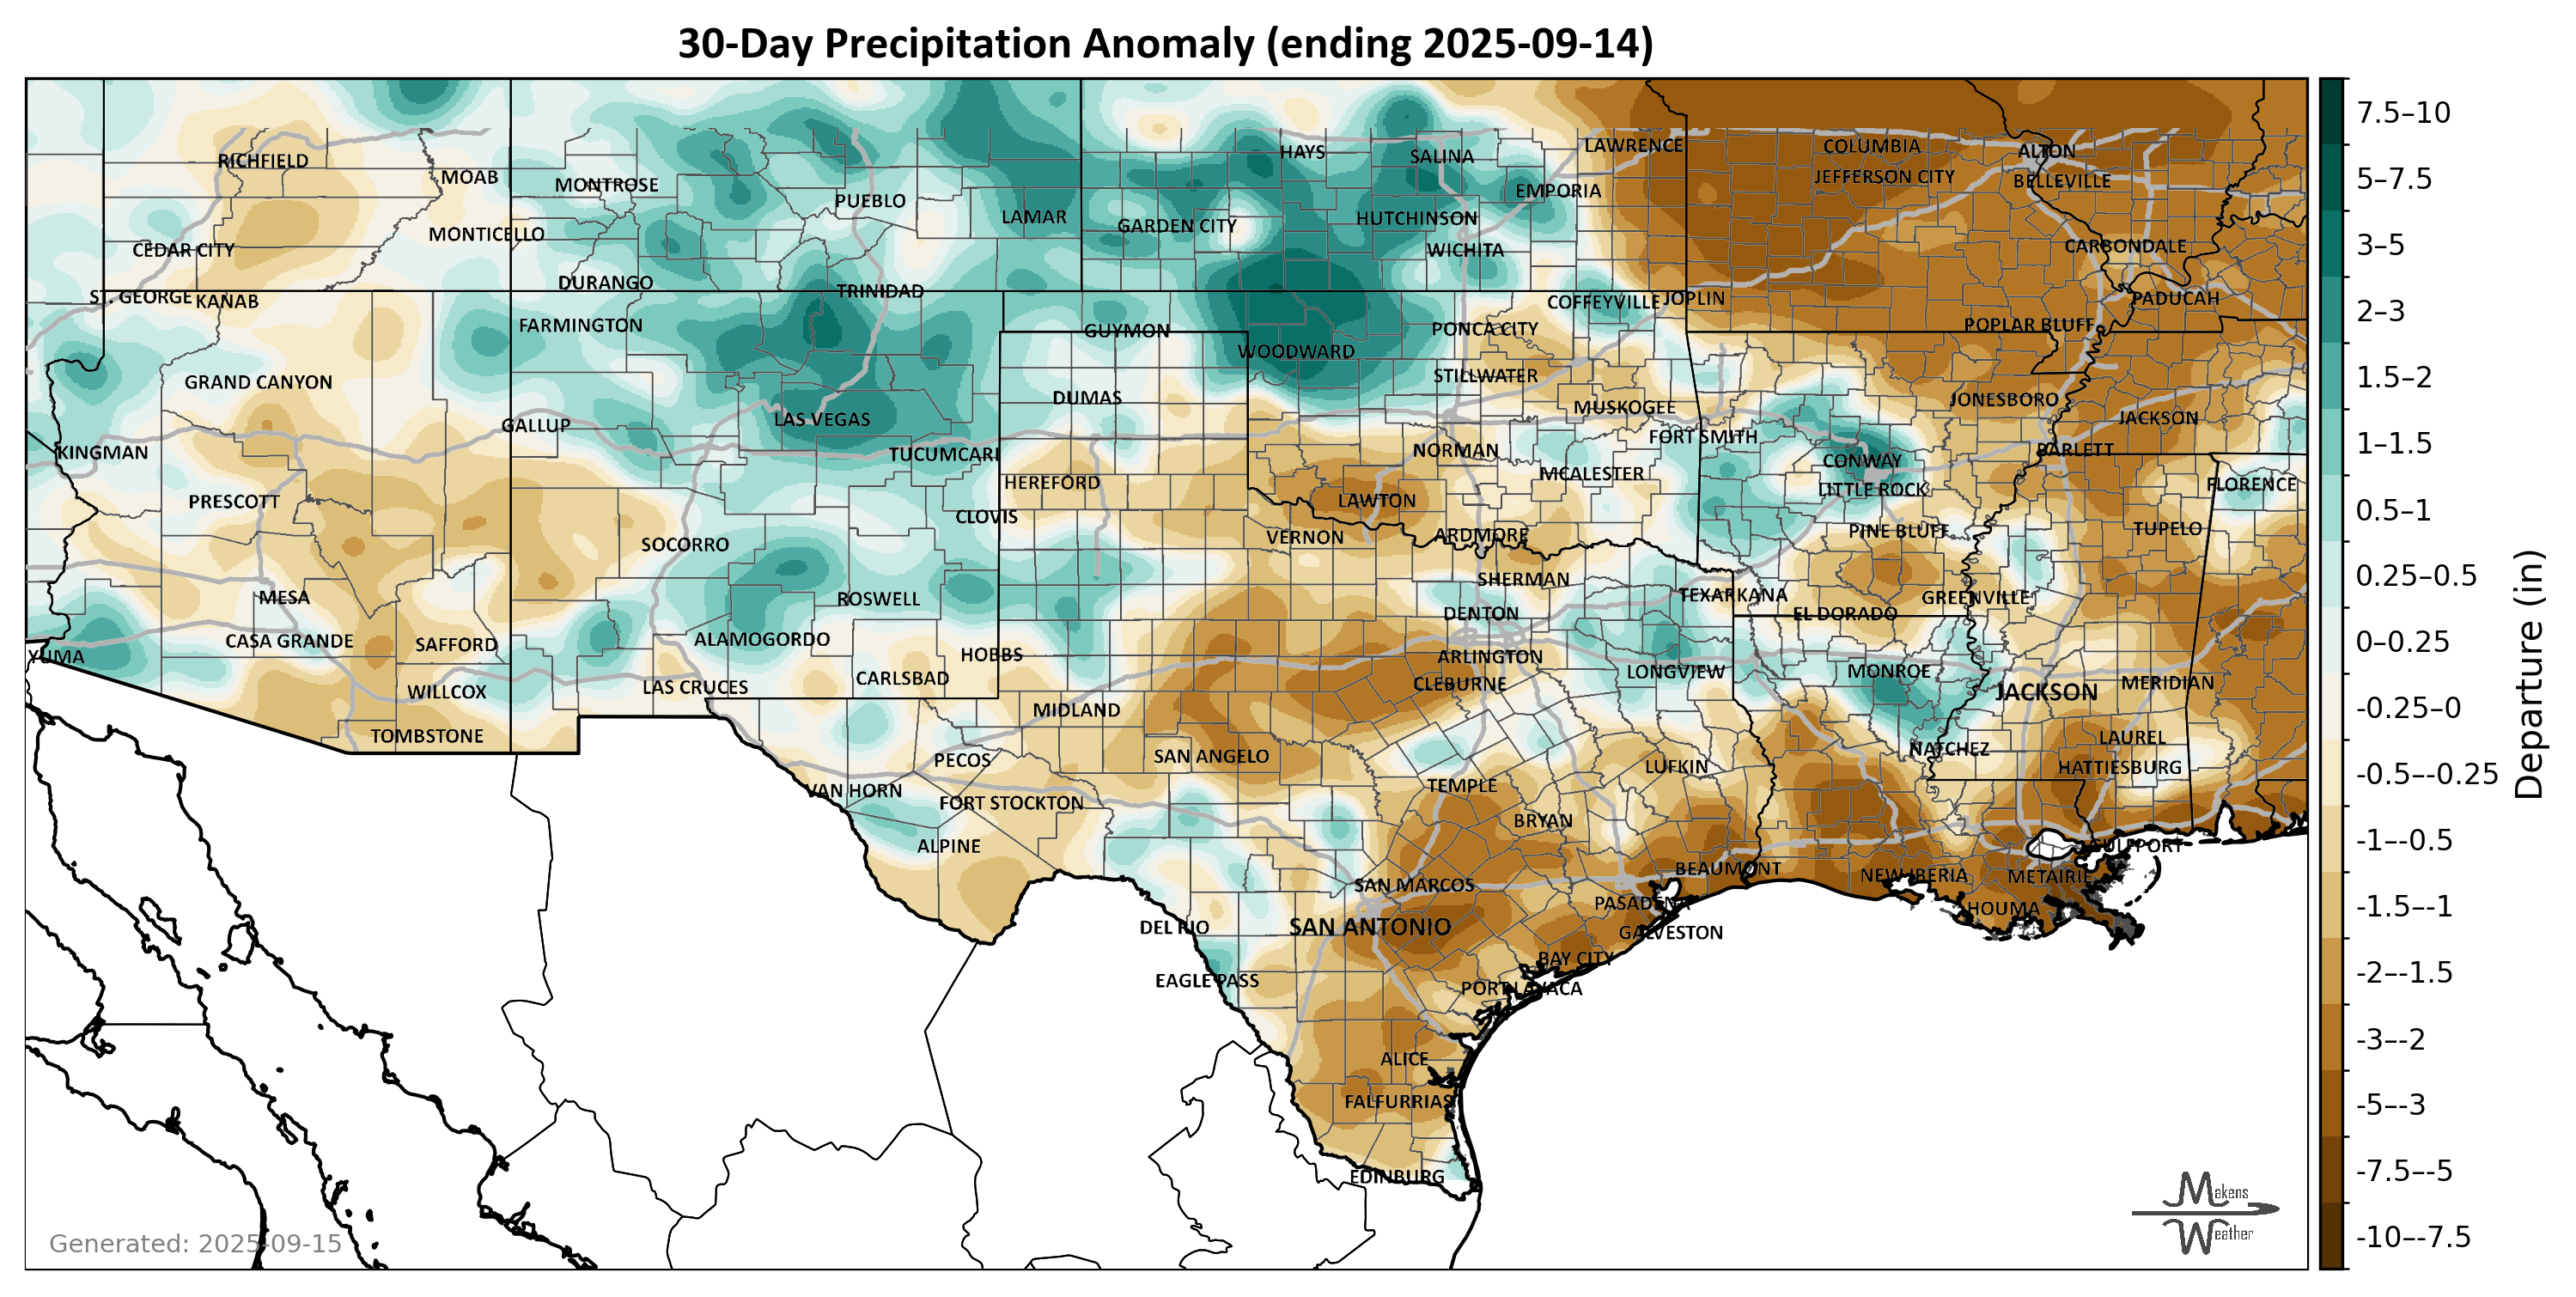 30-Day Precipitation Anomaly (ending 2025-09-14)
RICHFIELD
MOAB
MONTROSE
PUEBLO
LAMAR
HAYS
SALINA
LAWRENCE
COLUMBIA
ALTON
JEFFERSON CITY
BELLEVILLE
EMPORIA
GARDEN CITY
HUTCHINSON
WICHITA
CEDAR CITY
MONTICELLO
CARBONDALE
DURANGO
TRINIDAD
ST. GEORGE
KANAB
COFFEYVILLE
JOPLIN
PADUCAH
FARMINGTON
GUYMON
PONCA CITY
POPLAR BLUFF
WOODWARD
GRAND CANYON
DUMAS
STILLWATER
MUSKOGEE
JONESBORO
JACKSON
GALLUP
LAS VEGAS
FORT SMITH
KINGMAN
TUCUMCARI
NORMAN
MCALESTER
CONWAY
BARLETT
HEREFORD
LITTLE ROCK
FLORENCE
PRESCOTT
CLOVIS
LAWTON
PINE BLUFF
TUPELO
SOCORRO
VERNON
ARDMORE
SHERMAN
MESA
ROSWELL
DENTON
TEXARKANA
GREENVILLE
EL DORADO
CASA GRANDE
SAFFORD
ALAMOGORDO
YUMA
HOBBS
ARLINGTON
LONGVIEW
MONROE
CARLSBAD
CLEBURNE
MERIDIAN
WILLCOX
LAS CRUCES
JACKSON
MIDLAND
TOMBSTONE
PECOS
SAN ANGELO
LUFKIN
NATCHEZ
LAUREL
HATTIESBURG
VAN HORN
FORT STOCKTON
TEMPLE
BRYAN
ALPINE
GULFPORT
BEAUMONT
NEW IBERIA
METAIRIE
SAN MARCOS
PASADENA
HOUMA
DEL RIO
SAN ANTONIO
GALVESTON
BAY CITY
EAGLE PASS
PORT LAVACA
ALICE
FALFURRIAS
EDINBURG
Generated: 2025-09-15
Makens
Weather
7.5–10
5–7.5
3–5
2–3
1.5–2
1–1.5
0.5–1
0.25–0.5
0–0.25
-0.25–0
-0.5–-0.25
-1–-0.5
-1.5–-1
-2–-1.5
-3–-2
-5–-3
-7.5–-5
-10–-7.5
Departure (in)